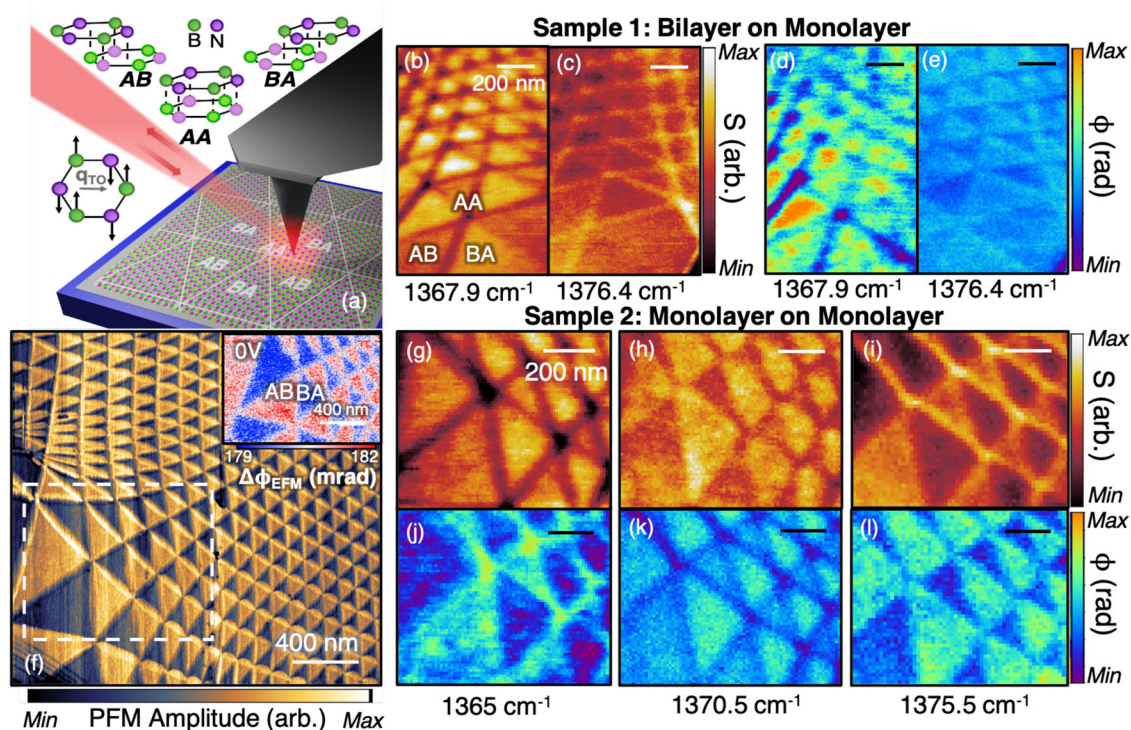 B N
AB
BA
AA
qTO
BA
AB
AA
BA
BA
AB
(a)
Sample 1: Bilayer on Monolayer
(b)
200 nm
AA
AB
BA
(c)
Max
S (arb.)
Min
(d)
(e)
Max
ϕ (rad)
Min
1367.9 cm⁻¹
1376.4 cm⁻¹
1367.9 cm⁻¹
1376.4 cm⁻¹
Sample 2: Monolayer on Monolayer
0V
AB BA
400 nm
179
182
ΔϕEFM (mrad)
(f)
400 nm
Min PFM Amplitude (arb.) Max
(g)
200 nm
(h)
(i)
Max
S (arb.)
Min
(j)
(k)
(l)
Max
ϕ (rad)
Min
1365 cm⁻¹
1370.5 cm⁻¹
1375.5 cm⁻¹